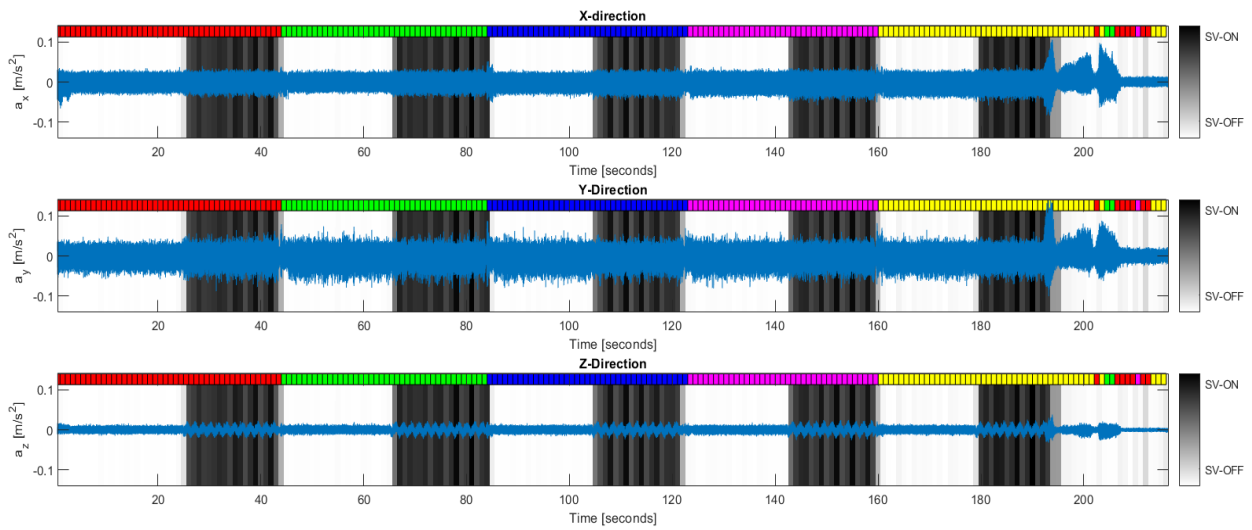 X-direction
0.1
0
-0.1
a_x [m/s^2]
20 40 60 80 100 120 140 160 180 200
Time [seconds]
SV-ON
SV-OFF
Y-Direction
0.1
0
-0.1
a_y [m/s^2]
20 40 60 80 100 120 140 160 180 200
Time [seconds]
SV-ON
SV-OFF
Z-Direction
0.1
0
-0.1
a_z [m/s^2]
20 40 60 80 100 120 140 160 180 200
Time [seconds]
SV-ON
SV-OFF